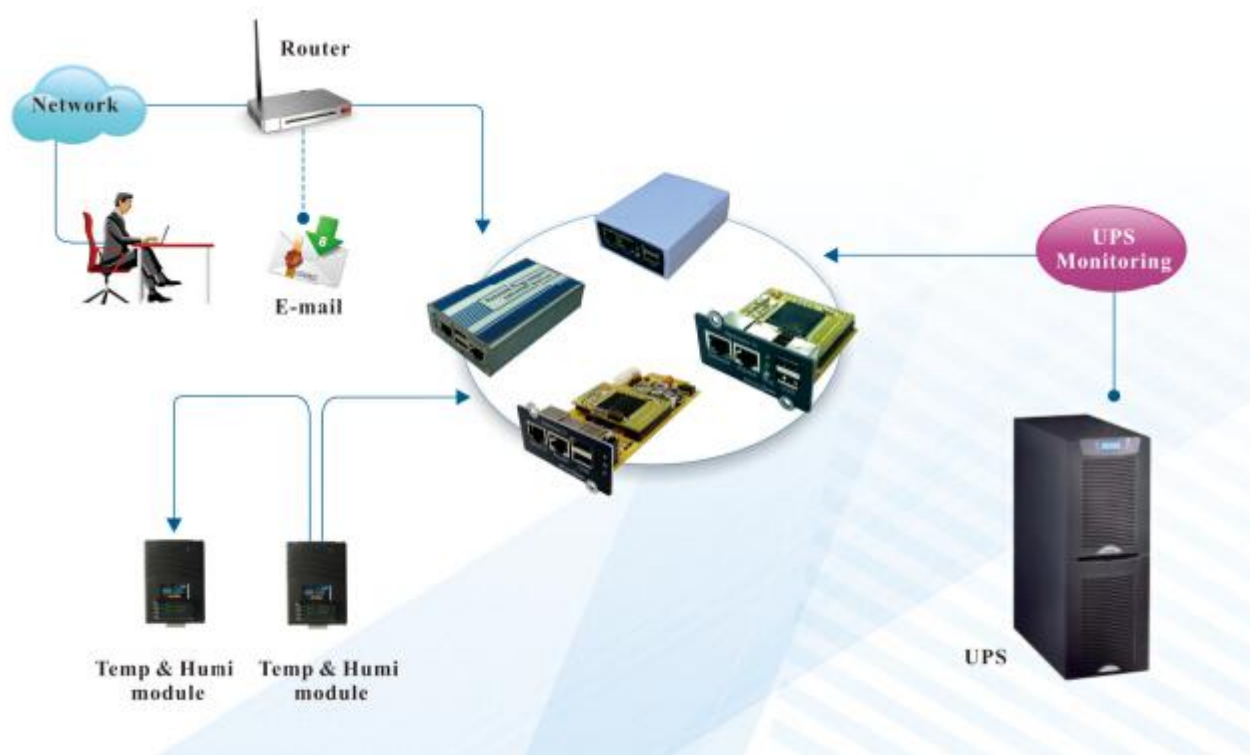 Router
Network
E-mail
UPS
Monitoring
Temp & Humi
module
Temp & Humi
module
UPS